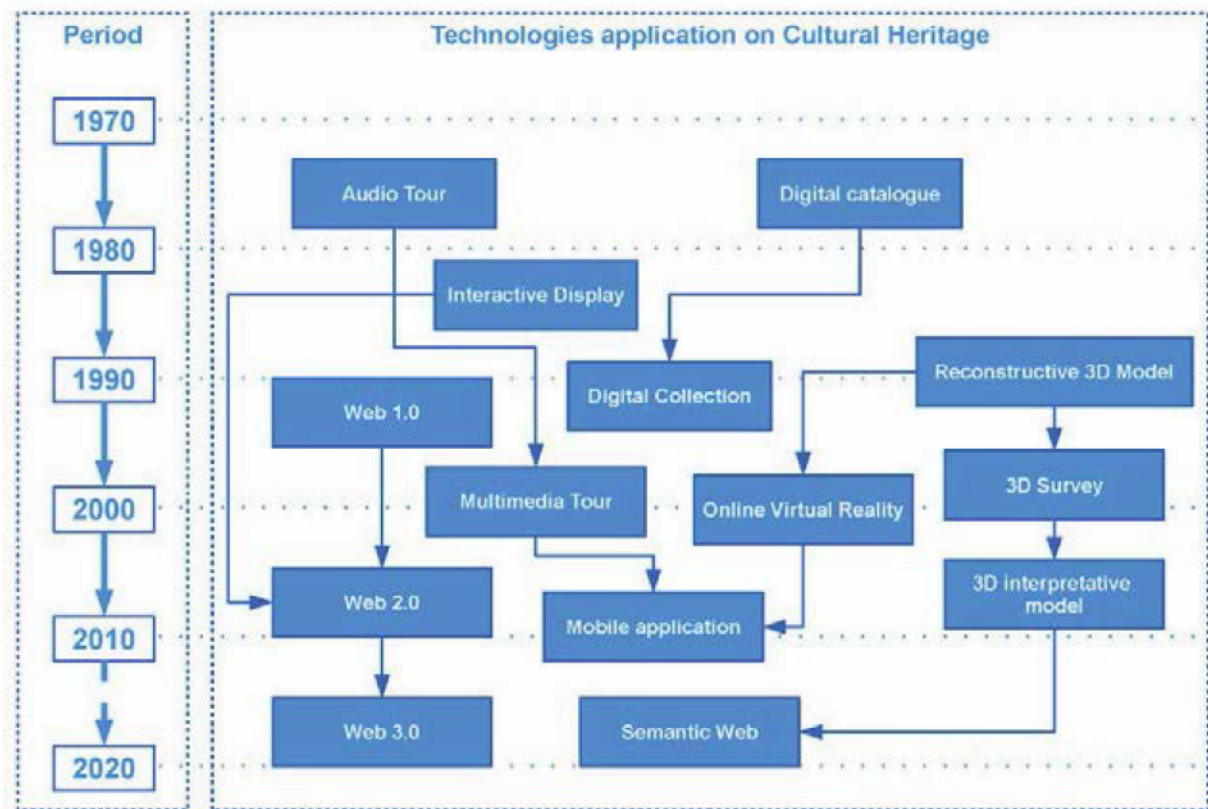 Period
Technologies application on Cultural Heritage
1970
Audio Tour
Digital catalogue
1980
Interactive Display
1990
Reconstructive 3D Model
Digital Collection
Web 1.0
3D Survey
Multimedia Tour
Online Virtual Reality
2000
3D interpretative
model
Web 2.0
Mobile application
2010
Web 3.0
Semantic Web
2020